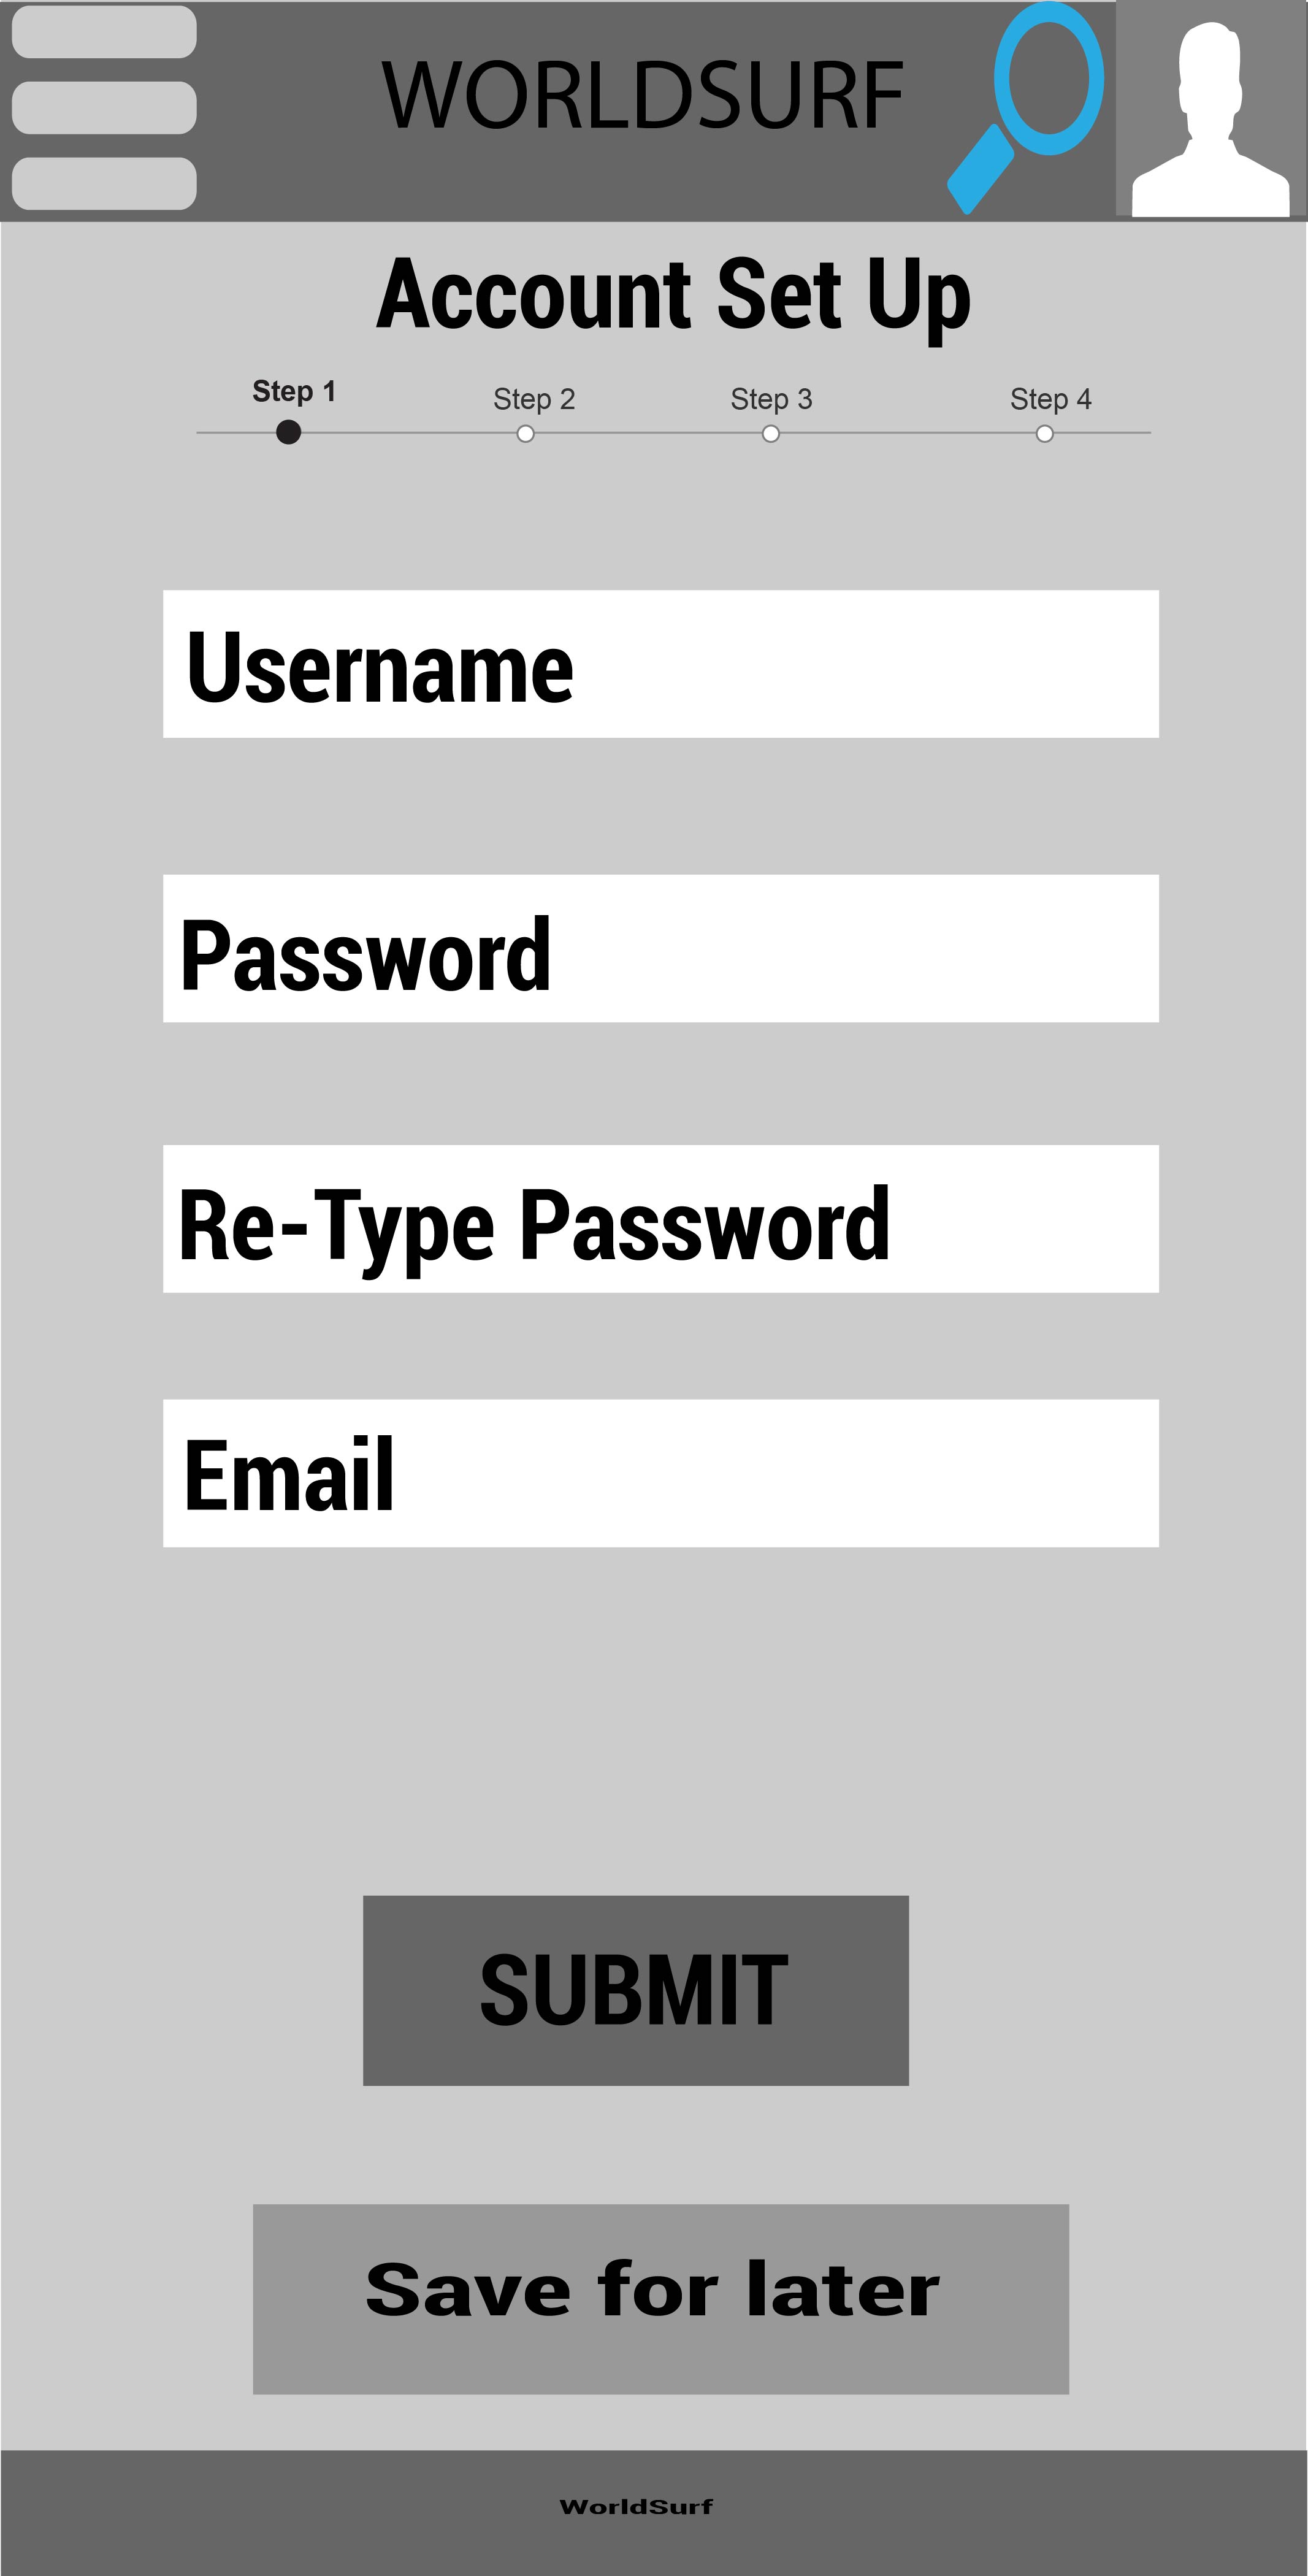 WORLDSURF
Account Set Up
Step 1 Step 2 Step 3 Step 4
Username
Password
Re-Type Password
Email
SUBMIT
Save for later
WorldSurf